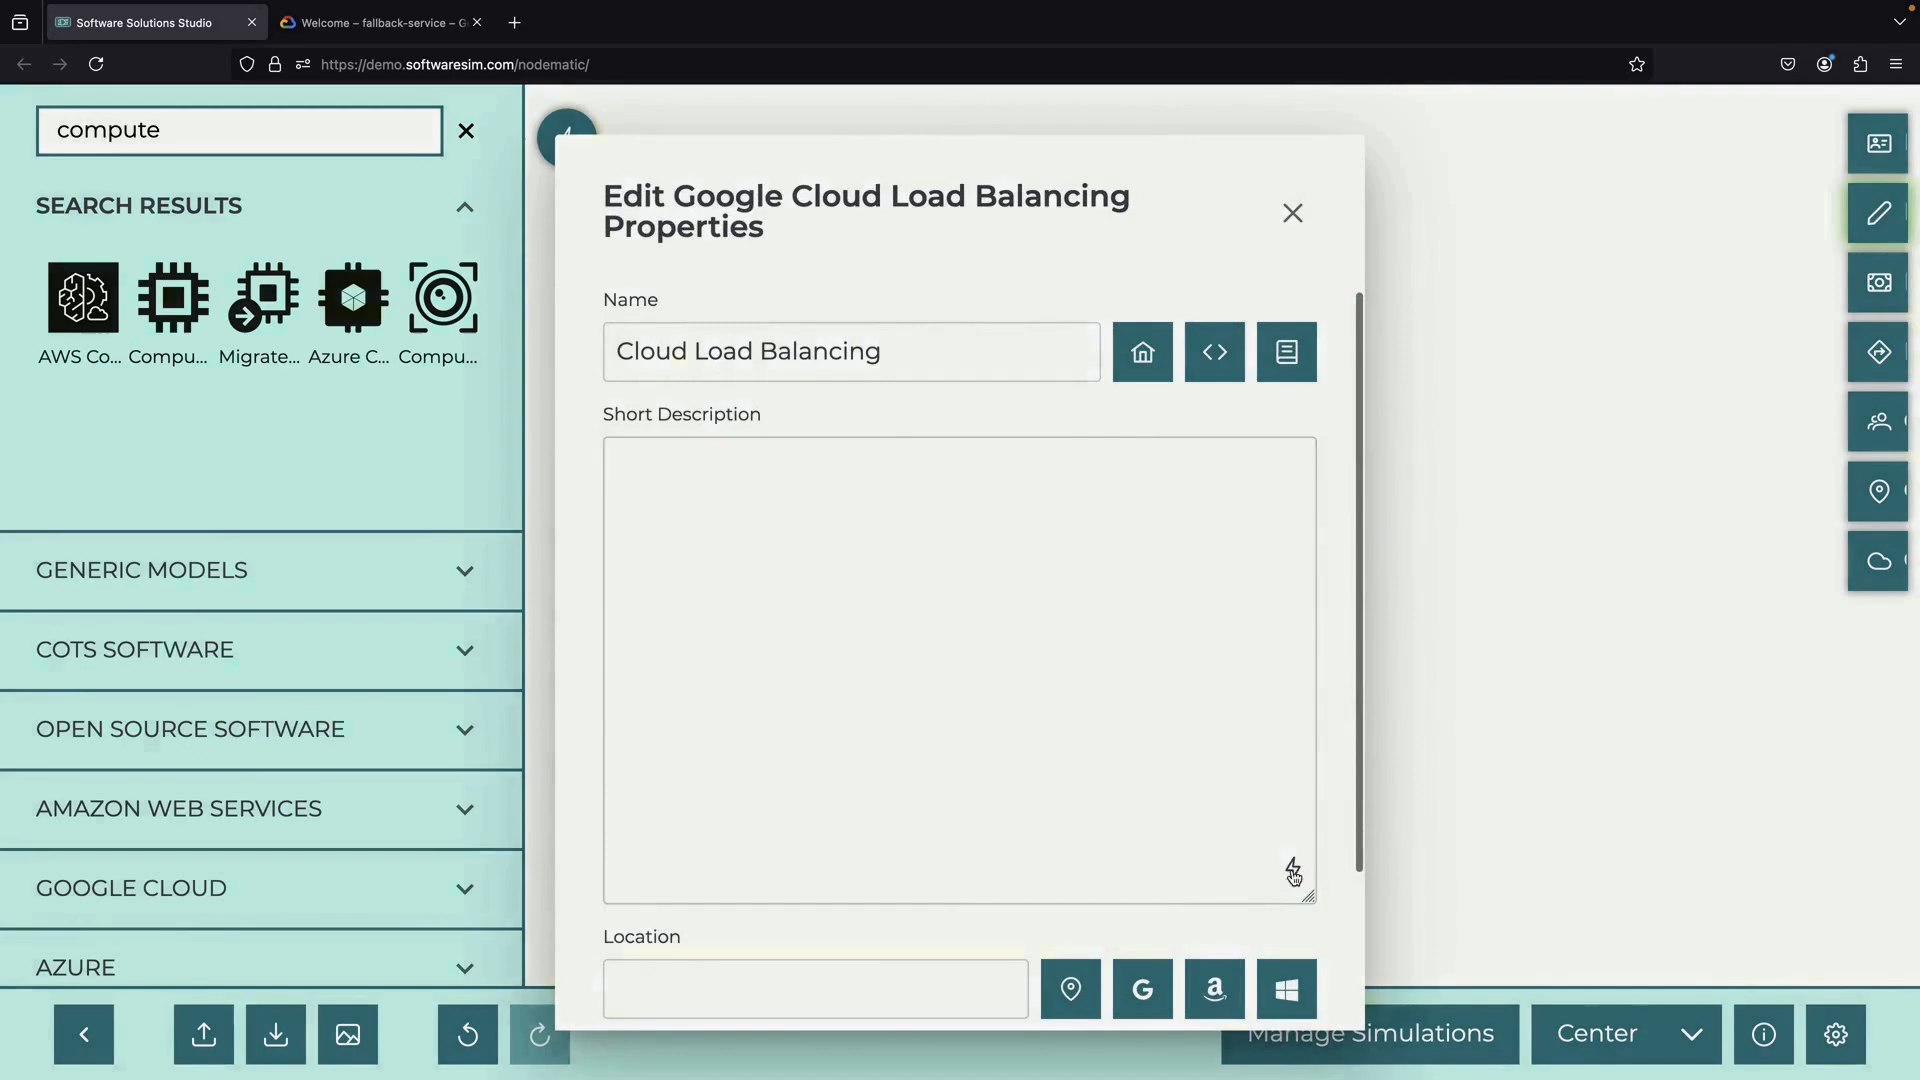 Software Solutions Studio
Welcome – fallback-service – G
https://demo.softwaresim.com/nodematic/
compute
SEARCH RESULTS
AWS Co... Compu... Migrate... Azure C... Compu...
GENERIC MODELS
COTS SOFTWARE
OPEN SOURCE SOFTWARE
AMAZON WEB SERVICES
GOOGLE CLOUD
AZURE
Edit Google Cloud Load Balancing
Properties
Name
Cloud Load Balancing
Short Description
Location
Manage Simulations
Center